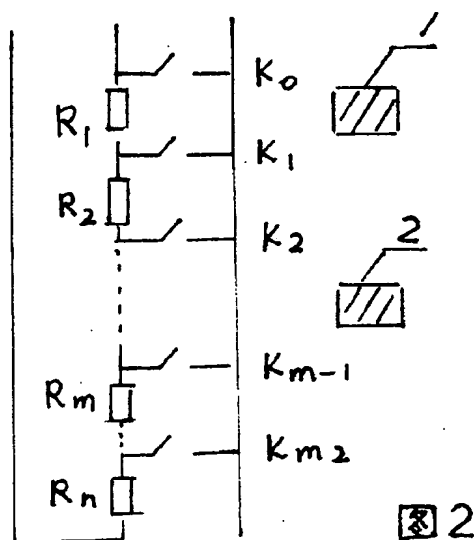 1
K₀
R₁
K₁
R₂
K₂
2
Kₘ₋₁
Rₘ
Kₘ₂
Rₙ
图2